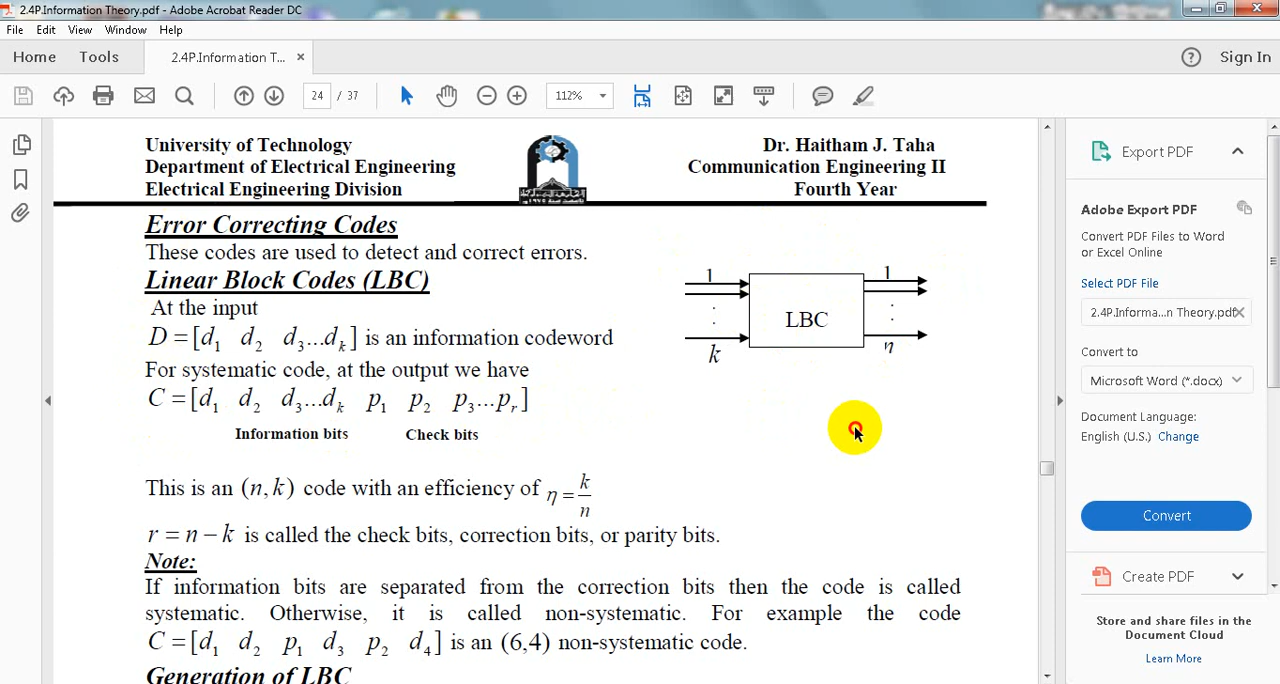 2.4P.Information Theory.pdf - Adobe Acrobat Reader DC
File Edit View Window Help
Home Tools 2.4P.Information T... × Sign In
24 / 37 112%
University of Technology
Department of Electrical Engineering
Electrical Engineering Division
Dr. Haitham J. Taha
Communication Engineering II
Fourth Year
Error Correcting Codes
These codes are used to detect and correct errors.
Linear Block Codes (LBC)
At the input
D = [d₁ d₂ d₃...dₖ] is an information codeword
For systematic code, at the output we have
C = [d₁ d₂ d₃...dₖ p₁ p₂ p₃...pᵣ]
Information bits Check bits
1 1
LBC
k n
This is an (n,k) code with an efficiency of η = k/n
r = n − k is called the check bits, correction bits, or parity bits.
Note:
If information bits are separated from the correction bits then the code is called
systematic. Otherwise, it is called non-systematic. For example the code
C = [d₁ d₂ p₁ d₃ p₂ d₄] is an (6,4) non-systematic code.
Generation of LBC
Export PDF
Adobe Export PDF
Convert PDF Files to Word
or Excel Online
Select PDF File
2.4P.Informa...n Theory.pdf ×
Convert to
Microsoft Word (*.docx)
Document Language:
English (U.S.) Change
Convert
Create PDF
Store and share files in the
Document Cloud
Learn More